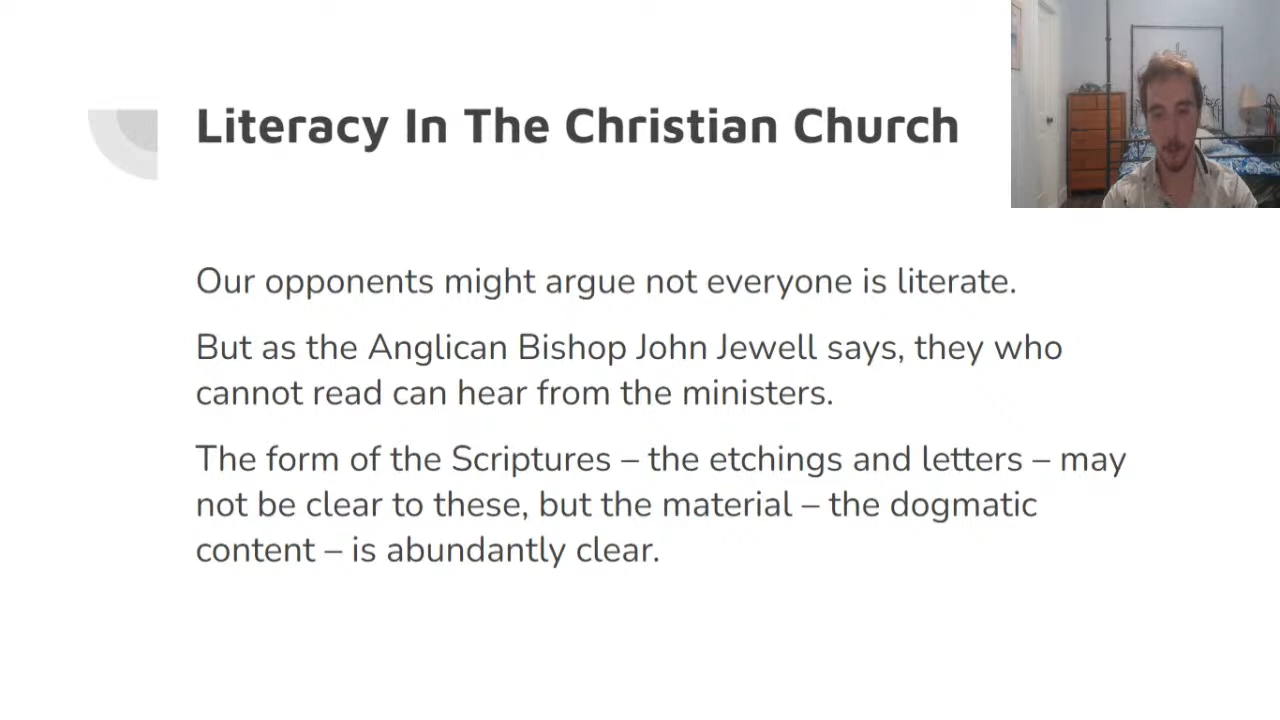 Literacy In The Christian Church
Our opponents might argue not everyone is literate.
But as the Anglican Bishop John Jewell says, they who
cannot read can hear from the ministers.
The form of the Scriptures – the etchings and letters – may
not be clear to these, but the material – the dogmatic
content – is abundantly clear.